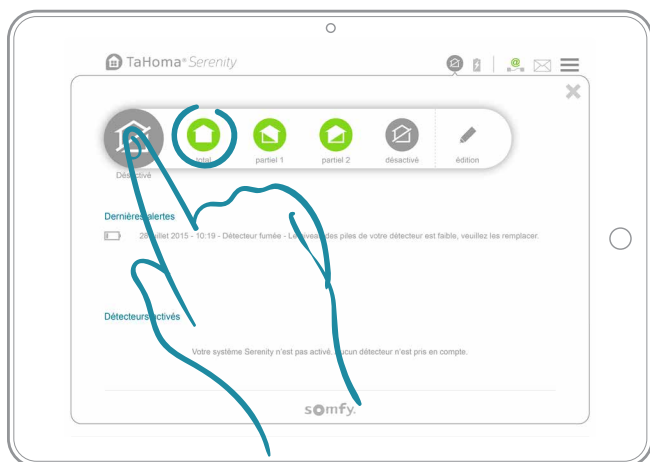 TaHoma® Serenity
@
total
partiel 1
partiel 2
désactivé
édition
Désactivé
Dernières alertes
juillet 2015 - 10:19 - Détecteur fumée - Le niveau des piles de votre détecteur est faible, veuillez les remplacer.
Détecteurs activés
Votre système Serenity n'est pas activé. Aucun détecteur n'est pris en compte.
somfy.